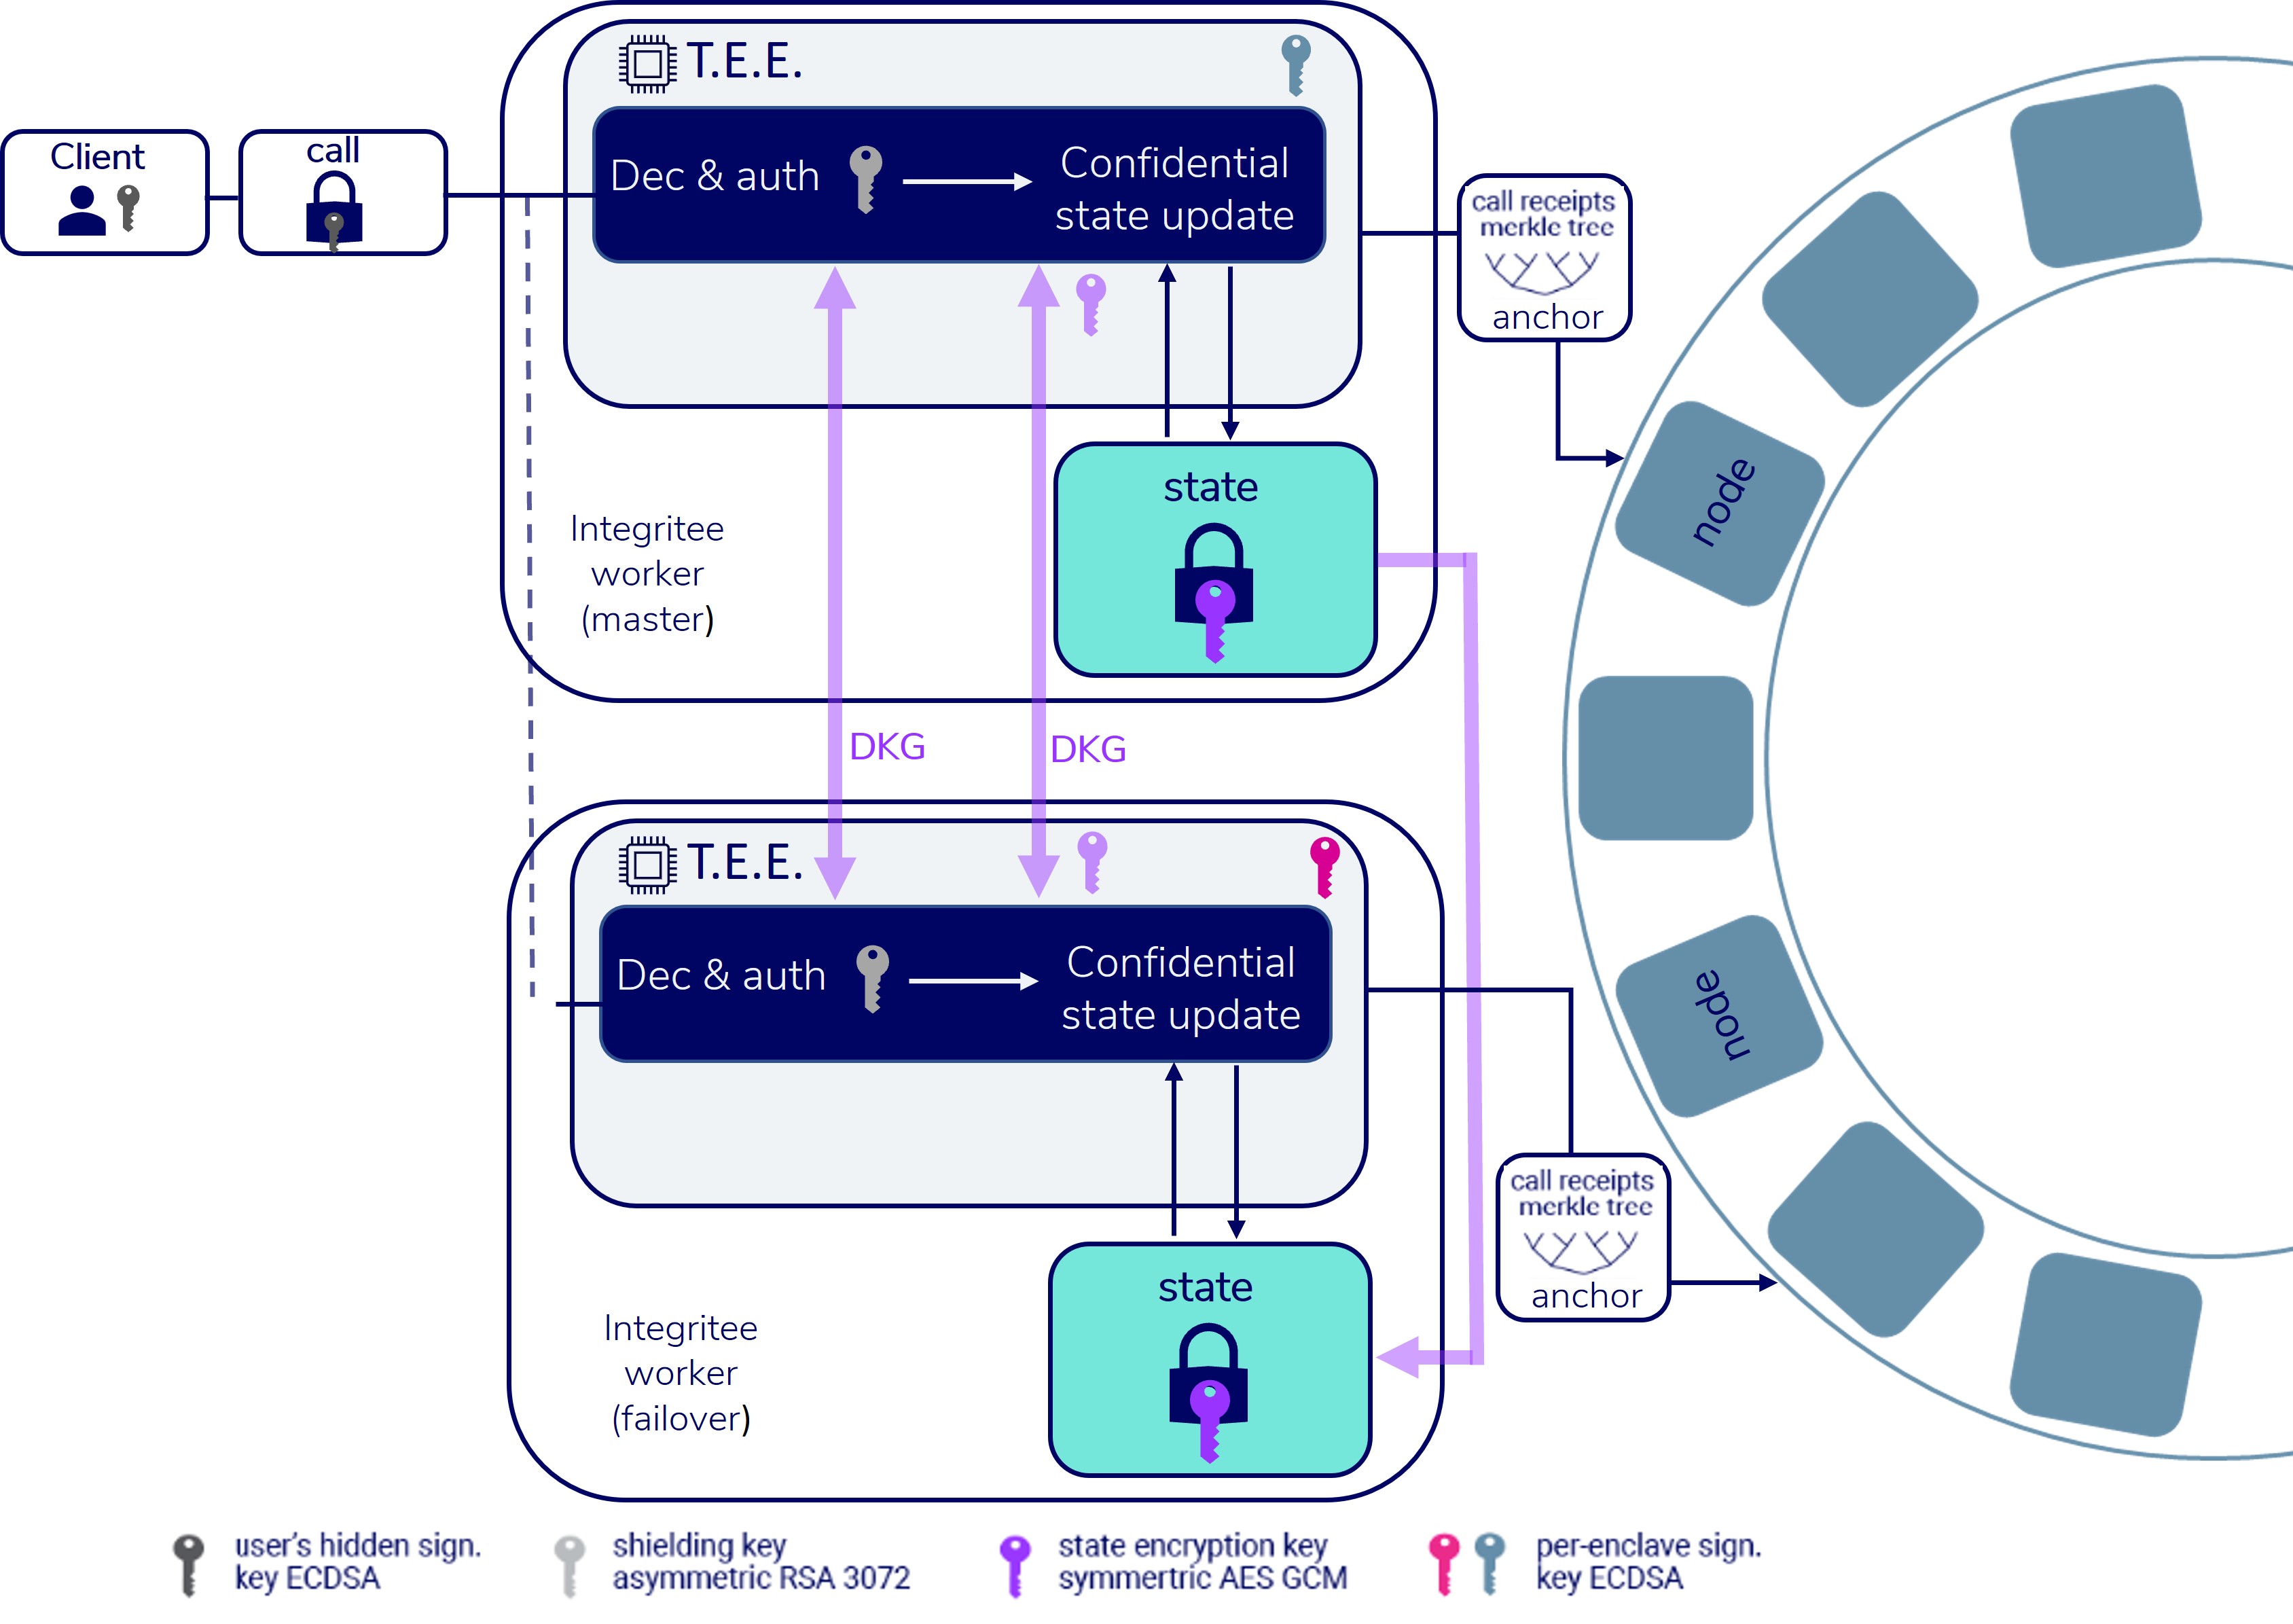 T.E.E.
Client
call
Dec & auth
Confidential
state update
call receipts
merkle tree
anchor
node
state
Integritee
worker
(master)
DKG
DKG
T.E.E.
Dec & auth
Confidential
state update
node
call receipts
merkle tree
anchor
state
Integritee
worker
(failover)
user's hidden sign.
key ECDSA
shielding key
asymmetric RSA 3072
state encryption key
symmertric AES GCM
per-enclave sign.
key ECDSA